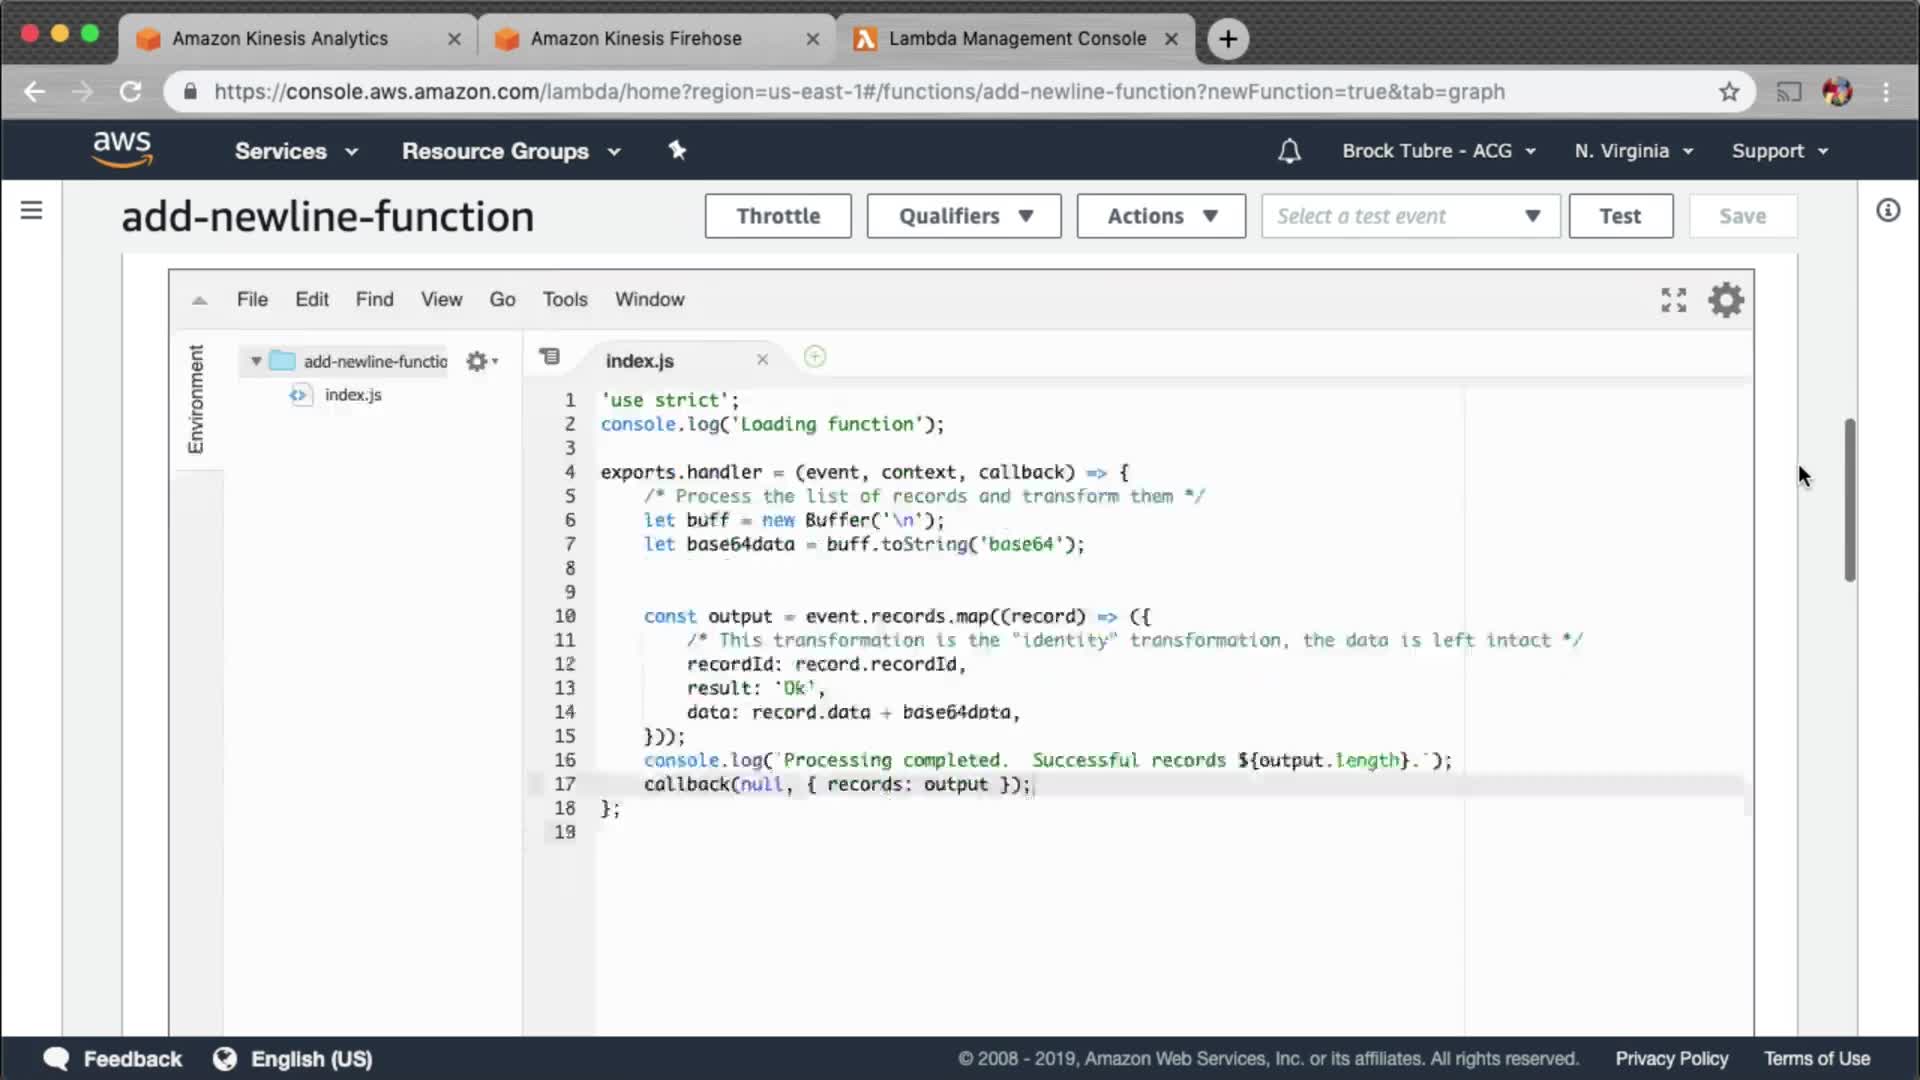 Amazon Kinesis Analytics
Amazon Kinesis Firehose
Lambda Management Console
https://console.aws.amazon.com/lambda/home?region=us-east-1#/functions/add-newline-function?newFunction=true&tab=graph
aws
Services
Resource Groups
Brock Tubre - ACG
N. Virginia
Support
add-newline-function
Throttle
Qualifiers
Actions
Select a test event
Test
Save
File Edit Find View Go Tools Window
Environment
add-newline-functio
index.js
index.js
1 'use strict';
2 console.log('Loading function');
3
4 exports.handler = (event, context, callback) => {
5 /* Process the list of records and transform them */
6 let buff = new Buffer('\n');
7 let base64data = buff.toString('base64');
8
9
10 const output = event.records.map((record) => ({
11 /* This transformation is the "identity" transformation, the data is left intact */
12 recordId: record.recordId,
13 result: 'Ok',
14 data: record.data + base64data,
15 }));
16 console.log(`Processing completed.  Successful records ${output.length}.`);
17 callback(null, { records: output });
18 };
19
Feedback
English (US)
© 2008 - 2019, Amazon Web Services, Inc. or its affiliates. All rights reserved.
Privacy Policy
Terms of Use